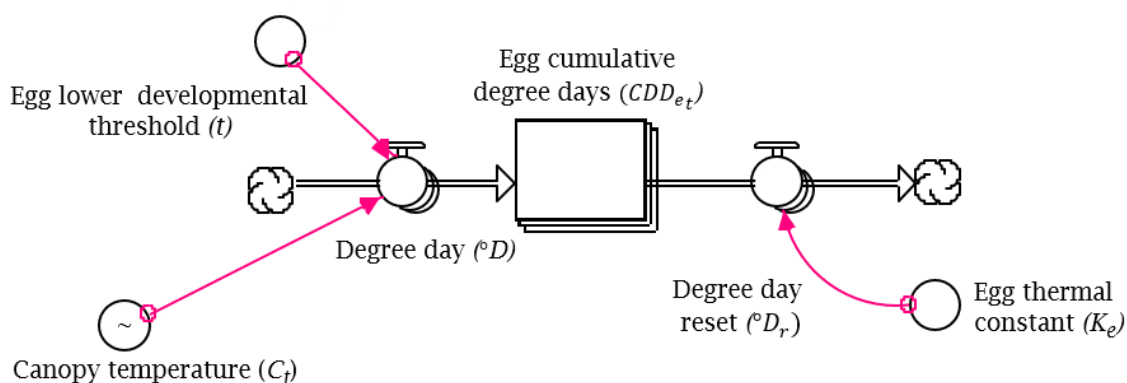 Egg cumulative
degree days (CDDₑₜ)
Egg lower developmental
threshold (t)
Degree day (°D)
Degree day
reset (°Dᵣ)
Egg thermal
constant (Kₑ)
~
Canopy temperature (Cₜ)